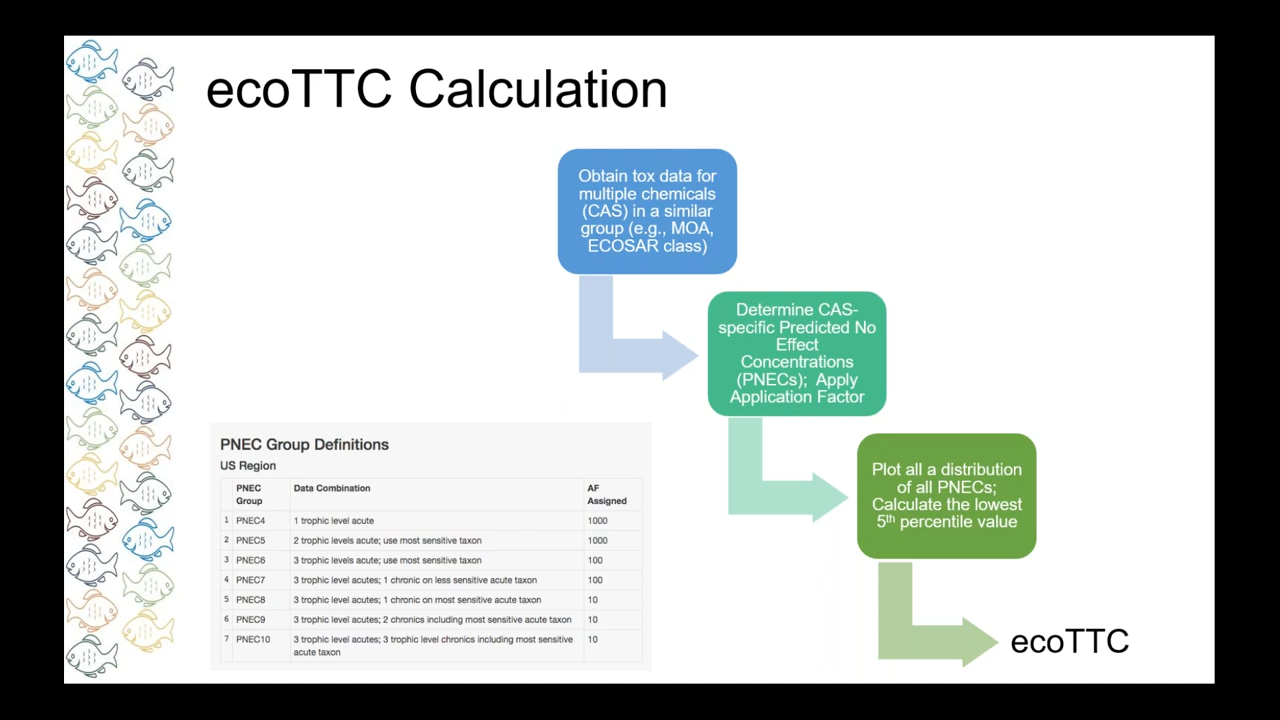 ecoTTC Calculation
Obtain tox data for
multiple chemicals
(CAS) in a similar
group (e.g., MOA,
ECOSAR class)
Determine CAS-
specific Predicted No
Effect
Concentrations
(PNECs); Apply
Application Factor
Plot all a distribution
of all PNECs;
Calculate the lowest
5th percentile value
ecoTTC
PNEC Group Definitions
US Region
PNEC Group Data Combination AF Assigned
1 PNEC4 1 trophic level acute 1000
2 PNEC5 2 trophic levels acute; use most sensitive taxon 1000
3 PNEC6 3 trophic levels acute; use most sensitive taxon 100
4 PNEC7 3 trophic level acutes; 1 chronic on less sensitive acute taxon 100
5 PNEC8 3 trophic level acutes; 1 chronic on most sensitive acute taxon 10
6 PNEC9 3 trophic level acutes; 2 chronics including most sensitive acute taxon 10
7 PNEC10 3 trophic level acutes; 3 trophic level chronics including most sensitive 10
acute taxon